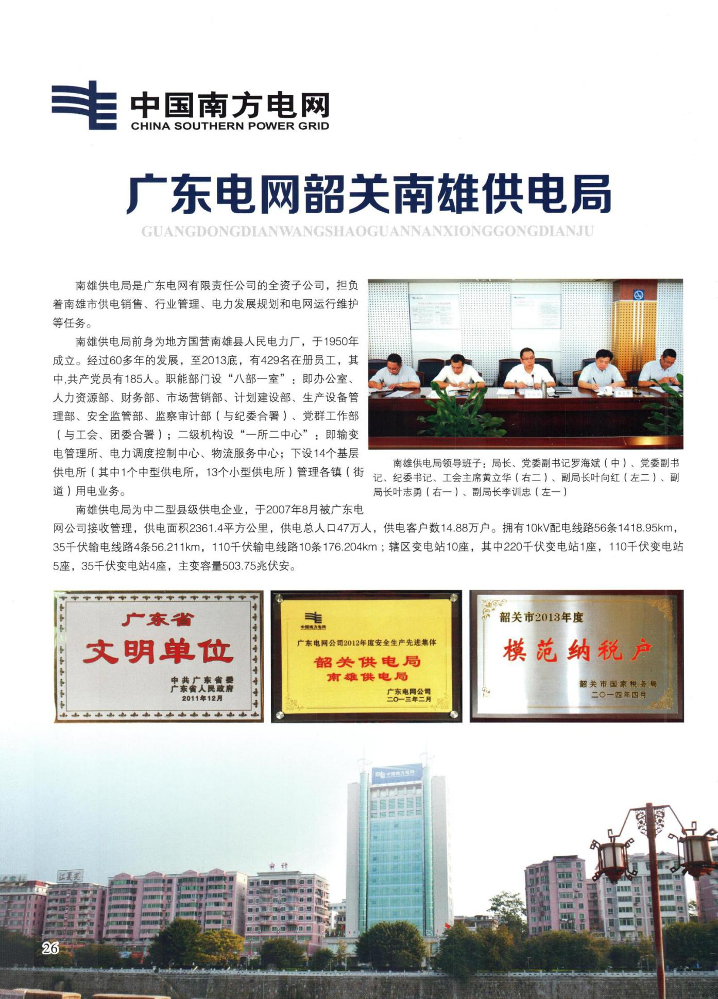 中国南方电网
CHINA SOUTHERN POWER GRID
广东电网韶关南雄供电局
GUANGDONGDIANWANGSHAOGUANNANXIONGGONGDIANJU
南雄供电局是广东电网有限责任公司的全资子公司，担负
着南雄市供电销售、行业管理、电力发展规划和电网运行维护
等任务。
南雄供电局前身为地方国营南雄县人民电力厂，于1950年
成立。经过60多年的发展，至2013底，有429名在册员工，其
中,共产党员有185人。职能部门设“八部一室”：即办公室、
人力资源部、财务部、市场营销部、计划建设部、生产设备管
理部、安全监管部、监察审计部（与纪委合署）、党群工作部
（与工会、团委合署）；二级机构设“一所二中心”：即输变
电管理所、电力调度控制中心、物流服务中心；下设14个基层
供电所（其中1个中型供电所，13个小型供电所）管理各镇（街
道）用电业务。
南雄供电局为中二型县级供电企业，于2007年8月被广东电
网公司接收管理，供电面积2361.4平方公里，供电总人口47万人，供电客户数14.88万户。拥有10kV配电线路56条1418.95km，
35千伏输电线路4条56.211km，110千伏输电线路10条176.204km；辖区变电站10座，其中220千伏变电站1座，110千伏变电站
5座，35千伏变电站4座，主变容量503.75兆伏安。
南雄供电局领导班子：局长、党委副书记罗海斌（中）、党委副书
记、纪委书记、工会主席黄立华（右二）、副局长叶向红（左二）、副
局长叶志勇（右一）、副局长李训忠（左一）
广东省
文明单位
中共广东省委
广东省人民政府
2011年12月
中国南方电网
广东电网公司2012年度安全生产先进集体
韶关供电局
南雄供电局
广东电网公司
二〇一三年二月
韶关市2013年度
模范纳税户
韶关市国家税务局
二〇一四年四月
中国南方电网
审计
江夏苑
26